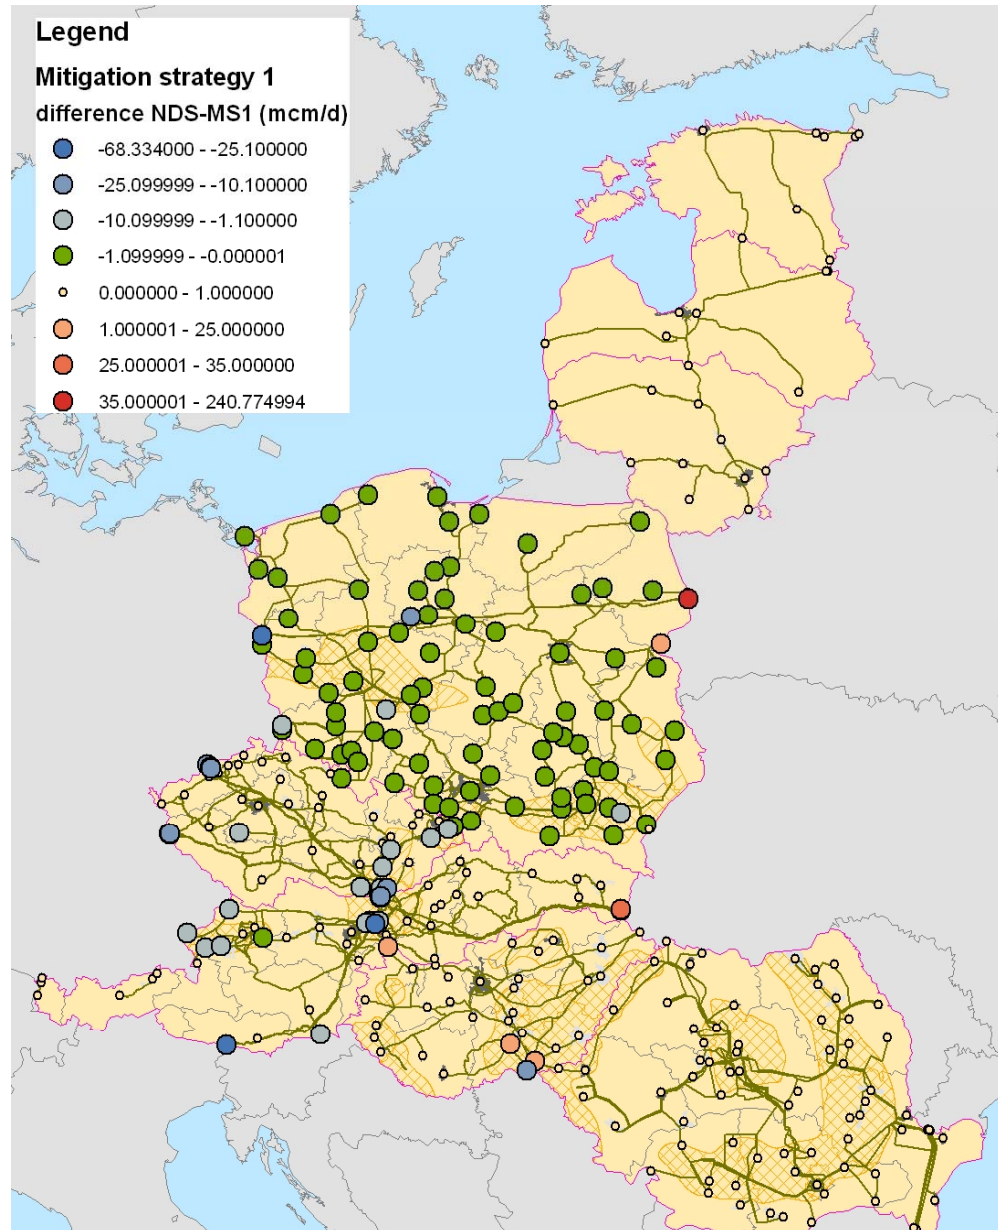 Legend
Mitigation strategy 1
difference NDS-MS1 (mcm/d)
-68.334000 - -25.100000
-25.099999 - -10.100000
-10.099999 - -1.100000
-1.099999 - -0.000001
0.000000 - 1.000000
1.000001 - 25.000000
25.000001 - 35.000000
35.000001 - 240.774994